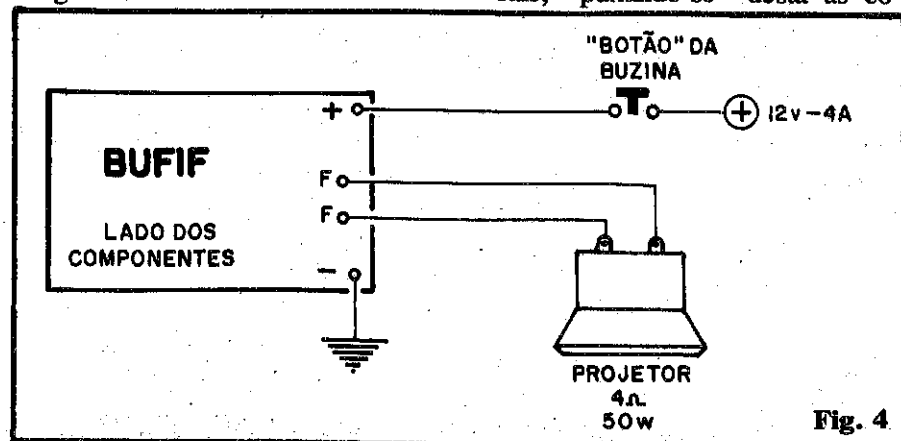 "BOTÃO" DA
BUZINA
+
12v-4A
+
BUFIF
F
F
LADO DOS
COMPONENTES
-
PROJETOR
4Ω
50w
Fig. 4